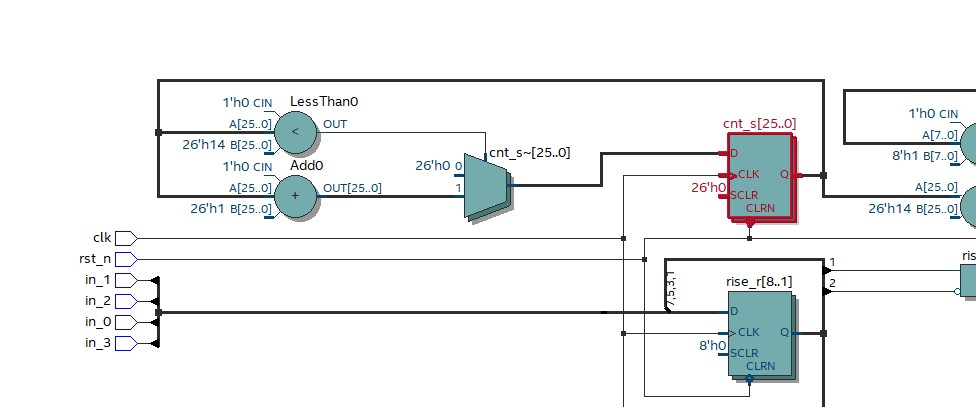 1'h0 CIN
LessThan0
A[25..0]
<
OUT
26'h14 B[25..0]
1'h0 CIN
Add0
A[25..0]
+
OUT[25..0]
26'h1 B[25..0]
cnt_s~[25..0]
26'h0 0
1
cnt_s[25..0]
D
CLK
Q
26'h0
SCLR
CLRN
1'h0 CIN
A[7..0]
8'h1 B[7..0]
A[25..0]
26'h14 B[25..0]
clk
rst_n
in_1
in_2
in_0
in_3
7,5,3,1
rise_r[8..1]
D
CLK
Q
8'h0
SCLR
CLRN
1
2
ris